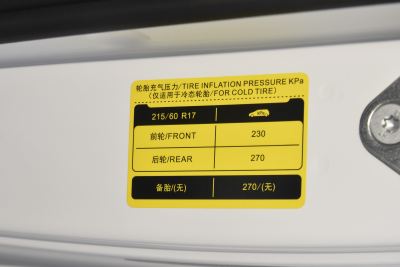 轮胎充气压力/TIRE INFLATION PRESSURE KPa
(仅适用于冷态轮胎/FOR COLD TIRE)
215/60 R17 kPa
前轮/FRONT 230
后轮/REAR 270
备胎/(无) 270/(无)